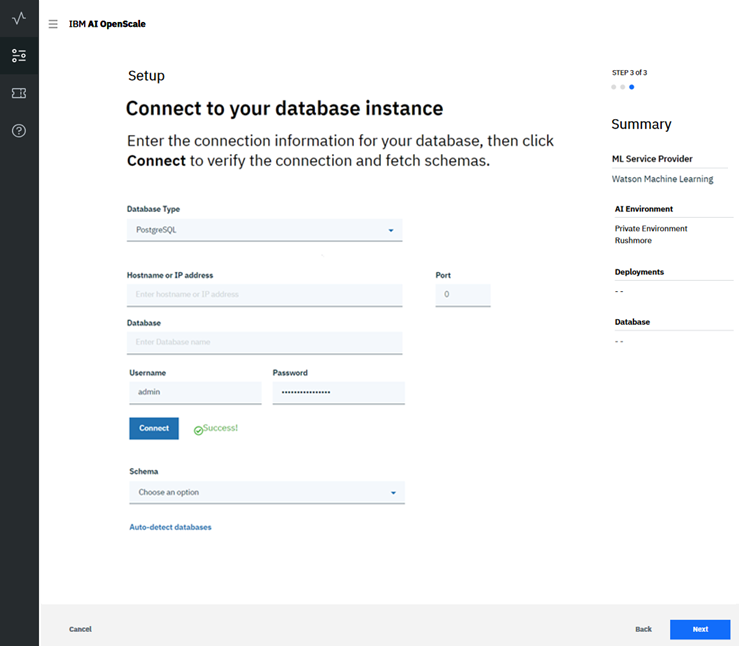 IBM AI OpenScale
Setup
Connect to your database instance
Enter the connection information for your database, then click
Connect to verify the connection and fetch schemas.
Database Type
PostgreSQL
Hostname or IP address
Port
Enter hostname or IP address
0
Database
Enter Database name
Username
Password
admin
••••••••••••••••
Connect
Success!
Schema
Choose an option
Auto-detect databases
STEP 3 of 3
Summary
ML Service Provider
Watson Machine Learning
AI Environment
Private Environment
Rushmore
Deployments
- -
Database
- -
Cancel
Back
Next